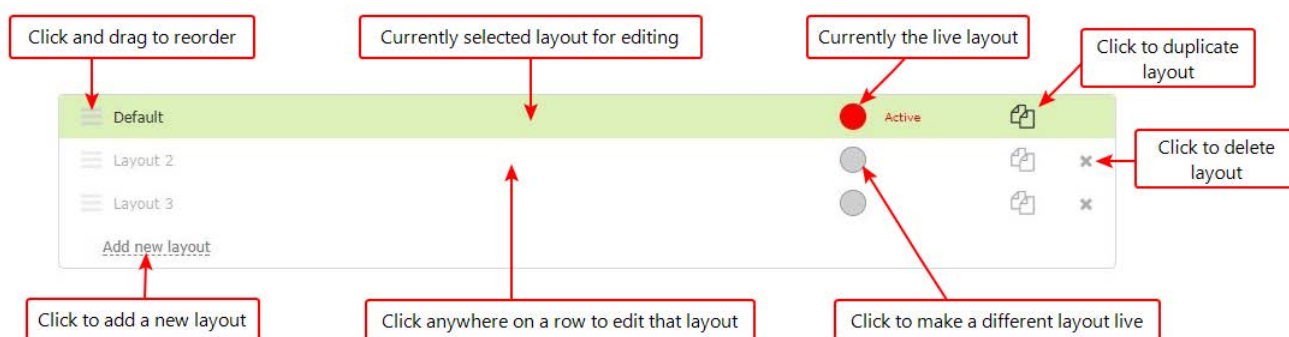 Click and drag to reorder
Currently selected layout for editing
Currently the live layout
Click to duplicate
layout
Default
Active
Layout 2
Click to delete
layout
Layout 3
Add new layout
Click to add a new layout
Click anywhere on a row to edit that layout
Click to make a different layout live